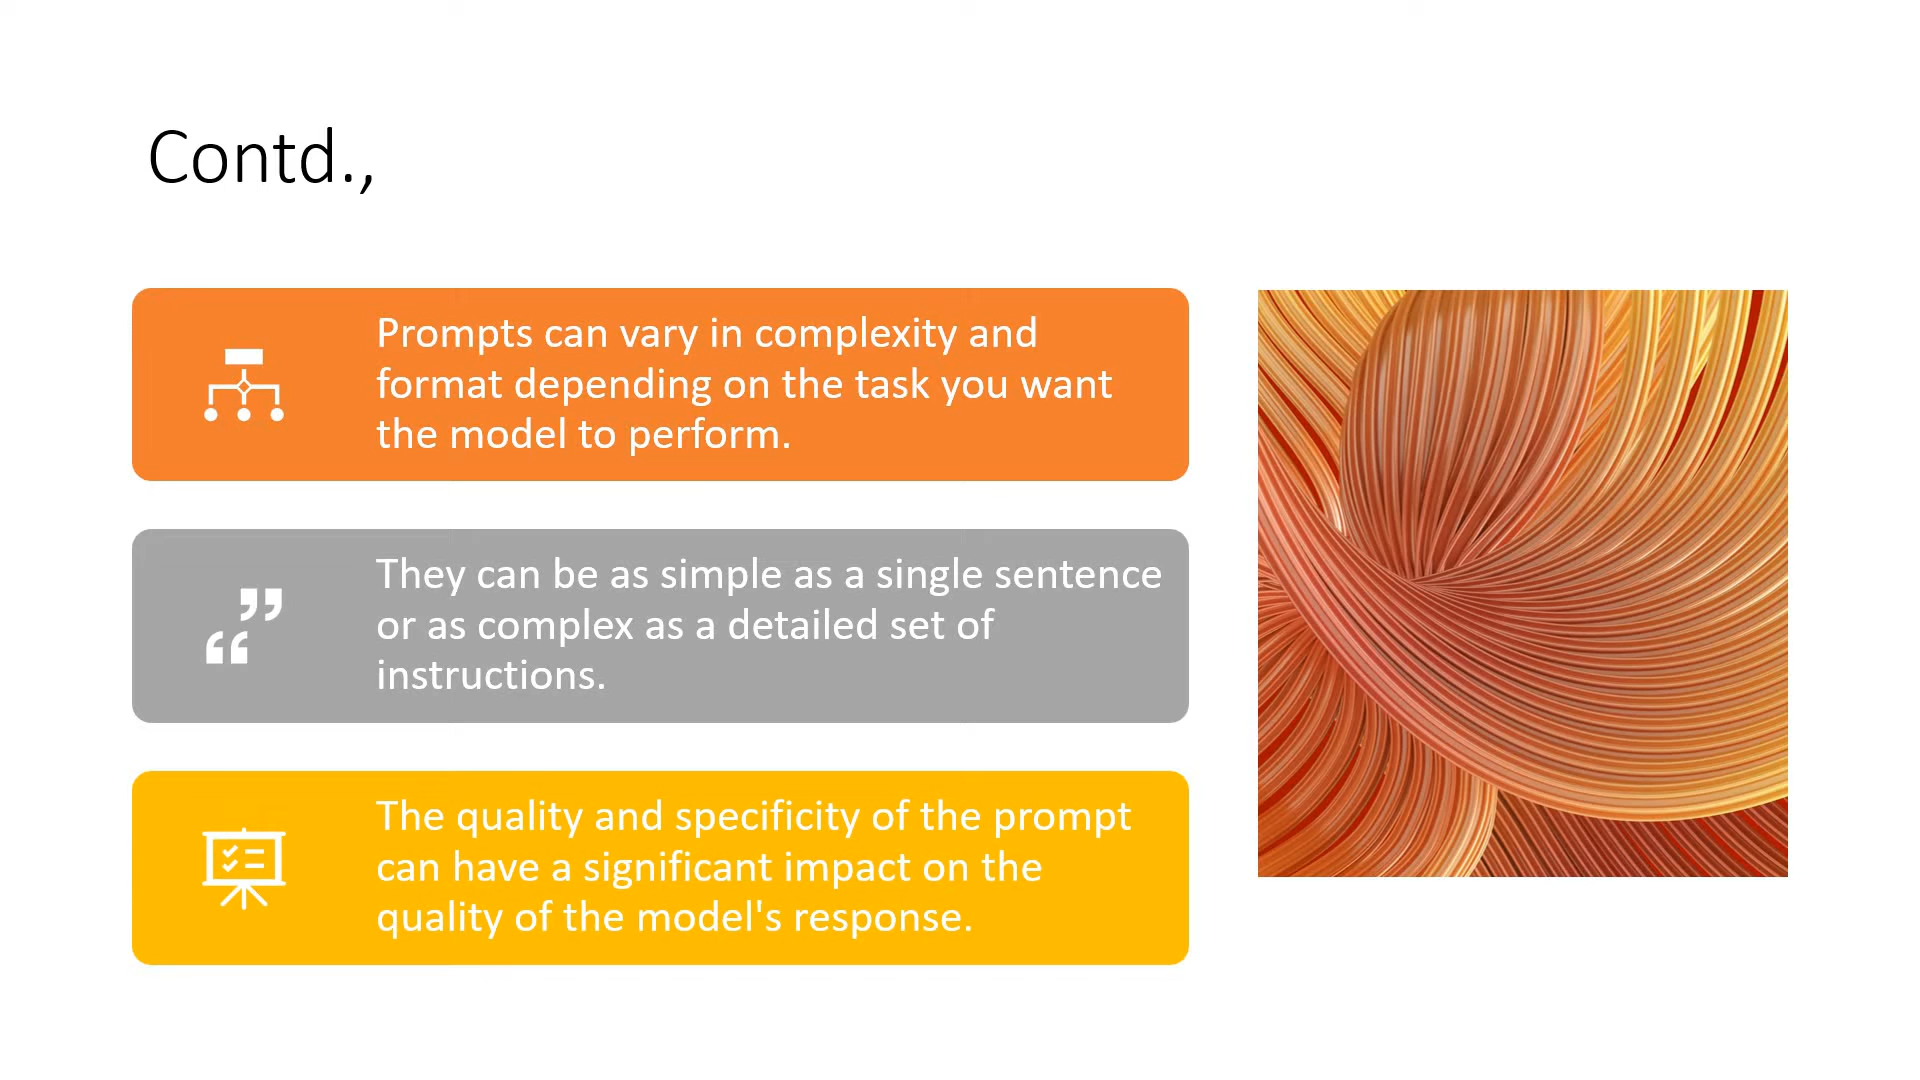 Contd.,
Prompts can vary in complexity and
format depending on the task you want
the model to perform.
They can be as simple as a single sentence
or as complex as a detailed set of
instructions.
The quality and specificity of the prompt
can have a significant impact on the
quality of the model's response.